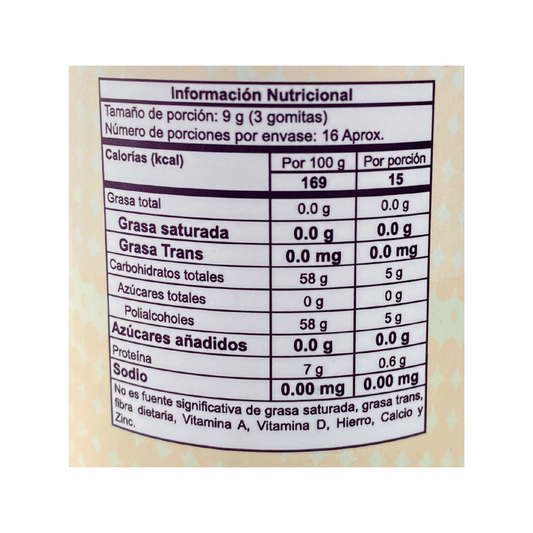 Información Nutricional
Tamaño de porción: 9 g (3 gomitas)
Número de porciones por envase: 16 Aprox.
Calorías (kcal) Por 100 g Por porción
169 15
Grasa total 0.0 g 0.0 g
Grasa saturada 0.0 g 0.0 g
Grasa Trans 0.0 mg 0.0 mg
Carbohidratos totales 58 g 5 g
Azúcares totales 0 g 0 g
Polialcoholes 58 g 5 g
Azúcares añadidos 0.0 g 0.0 g
Proteína 7 g 0.6 g
Sodio 0.00 mg 0.00 mg
No es fuente significativa de grasa saturada, grasa trans,
fibra dietaria, Vitamina A, Vitamina D, Hierro, Calcio y
Zinc.